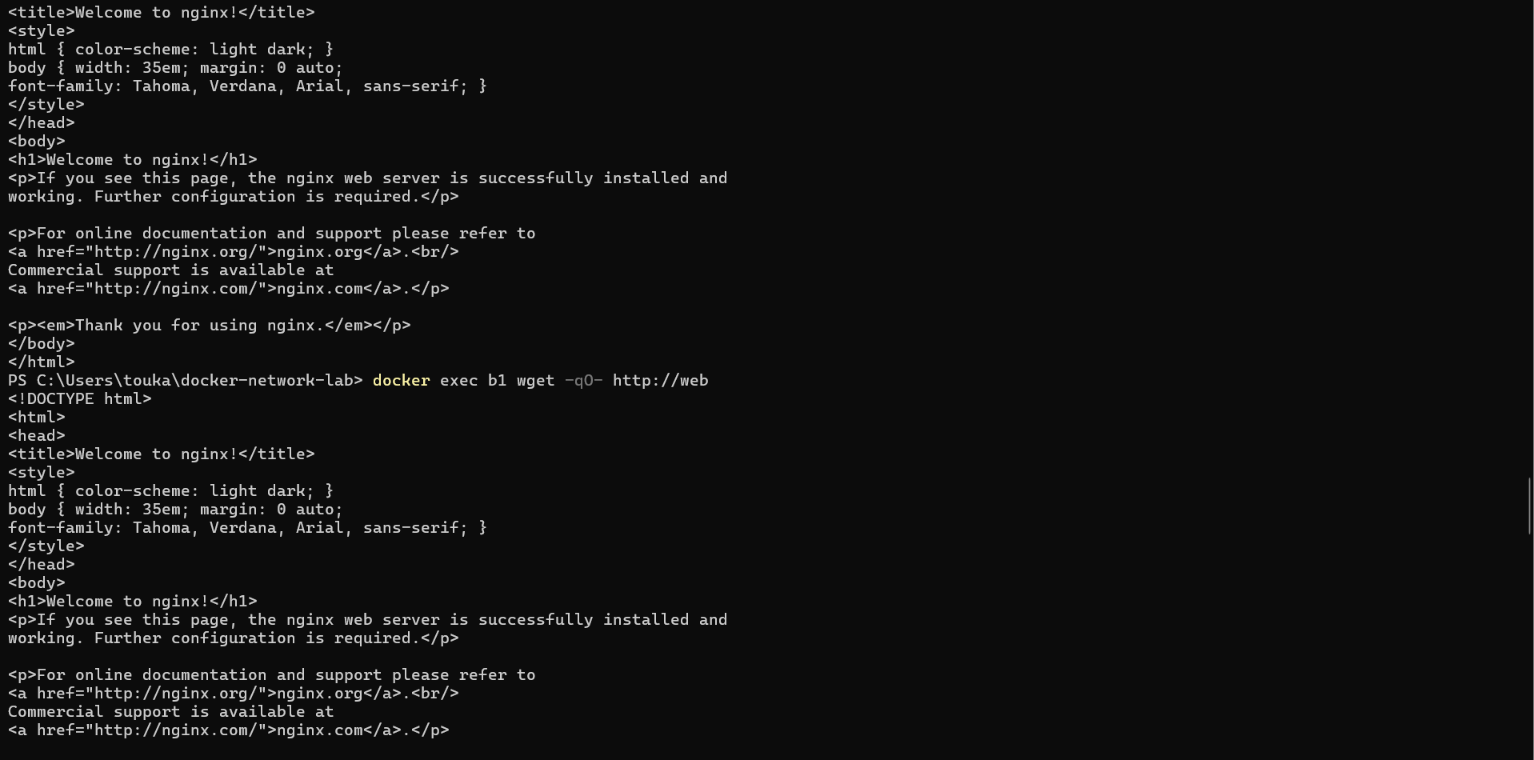 <title>Welcome to nginx!</title>
<style>
html { color-scheme: light dark; }
body { width: 35em; margin: 0 auto;
font-family: Tahoma, Verdana, Arial, sans-serif; }
</style>
</head>
<body>
<h1>Welcome to nginx!</h1>
<p>If you see this page, the nginx web server is successfully installed and
working. Further configuration is required.</p>

<p>For online documentation and support please refer to
<a href="http://nginx.org/">nginx.org</a>.<br/>
Commercial support is available at
<a href="http://nginx.com/">nginx.com</a>.</p>

<p><em>Thank you for using nginx.</em></p>
</body>
</html>
PS C:\Users\touka\docker-network-lab> docker exec b1 wget -qO- http://web
<!DOCTYPE html>
<html>
<head>
<title>Welcome to nginx!</title>
<style>
html { color-scheme: light dark; }
body { width: 35em; margin: 0 auto;
font-family: Tahoma, Verdana, Arial, sans-serif; }
</style>
</head>
<body>
<h1>Welcome to nginx!</h1>
<p>If you see this page, the nginx web server is successfully installed and
working. Further configuration is required.</p>

<p>For online documentation and support please refer to
<a href="http://nginx.org/">nginx.org</a>.<br/>
Commercial support is available at
<a href="http://nginx.com/">nginx.com</a>.</p>